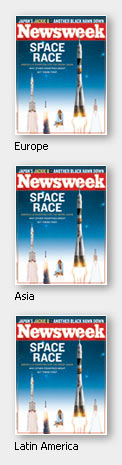 JAPAN'S JACKIE O • ANOTHER BLACK HAWK DOWN
Newsweek
SPACE
RACE
Europe
JAPAN'S JACKIE O • ANOTHER BLACK HAWK DOWN
Newsweek
SPACE
RACE
Asia
JAPAN'S JACKIE O • ANOTHER BLACK HAWK DOWN
Newsweek
SPACE
RACE
Latin America